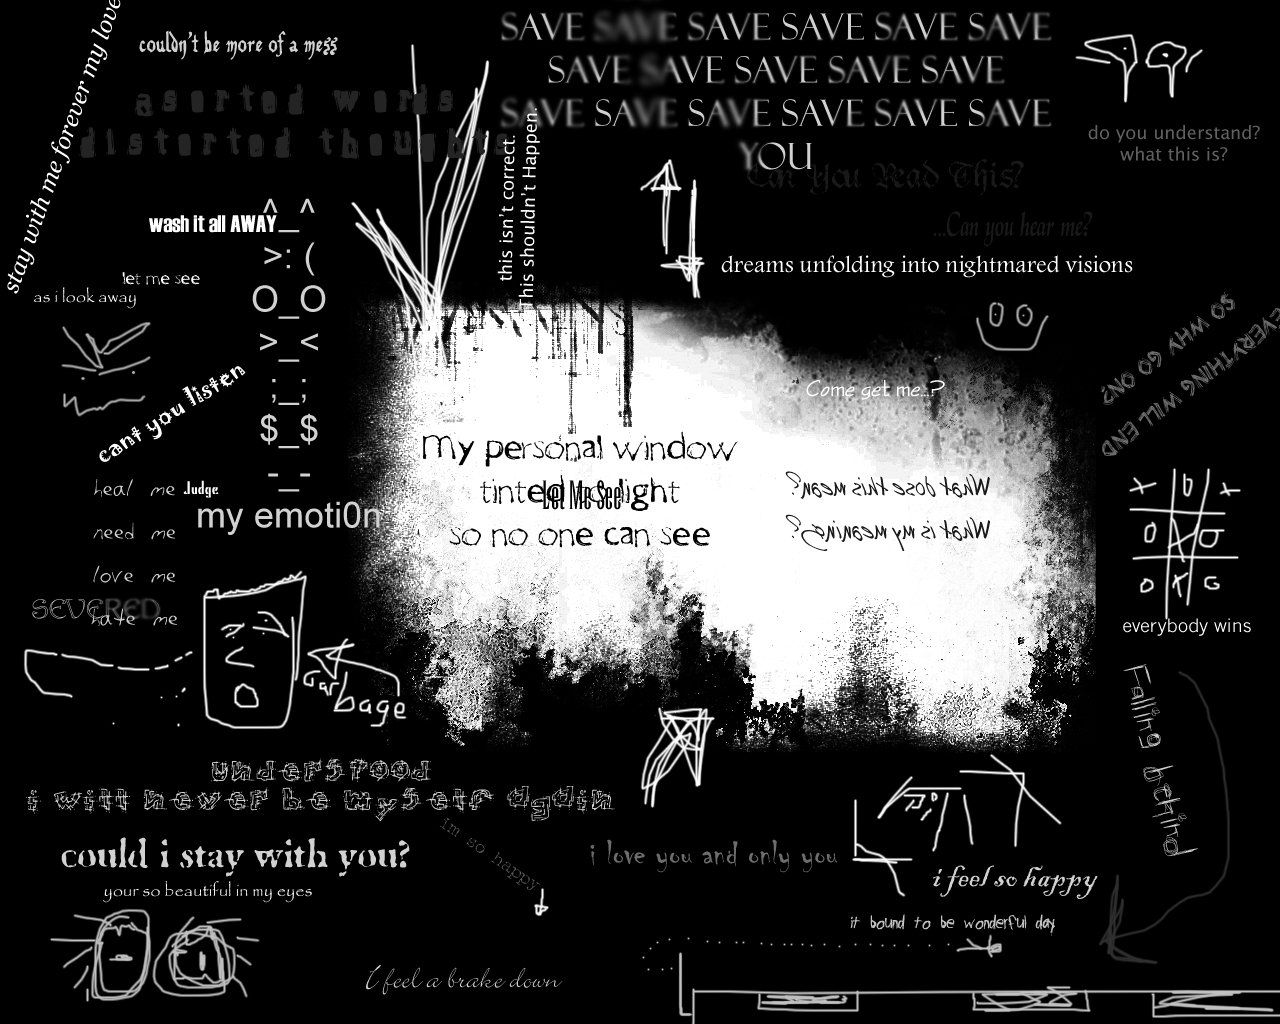 stay with me forever my love
couldn't be more of a mess
asorted words
distorted thoughts
SAVE SAVE SAVE SAVE SAVE SAVE
SAVE SAVE SAVE SAVE SAVE
SAVE SAVE SAVE SAVE SAVE SAVE
YOU
do you understand?
what this is?
this isn't correct.
This shouldn't Happen.
Can You Read This?
...Can you hear me?
dreams unfolding into nightmared visions
wash it all AWAY
^_^
>:(
O_O
>_<
;_;
$_$
-_-
my emoti0n
let me see
as i look away
cant you listen
SO WHY GO ON?
EVERYTHING WILL END
Come get me..?
My personal window
tinted no light
so no one can see
Let Me See
What dose this mean?
What is my meaning?
heal me
Judge
need me
love me
hate me
SEVERED
X O X
O X O
O X O
everybody wins
Garbage
Falling behind
understood
i will never be myself again
could i stay with you?
your so beautiful in my eyes
Im so happy
i love you and only you
i feel so happy
it bound to be wonderful day
I feel a brake down